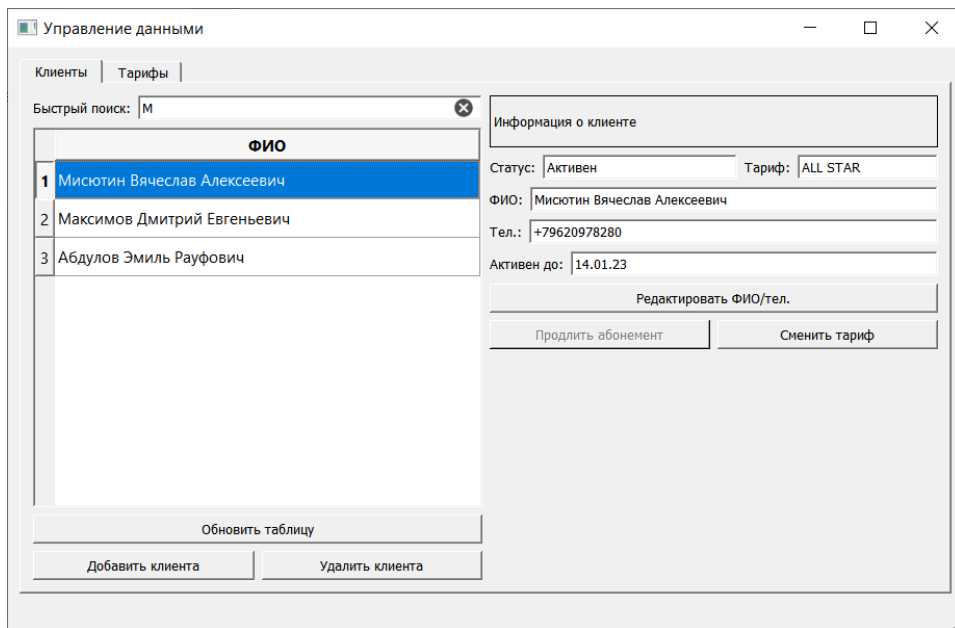 Управление данными
Клиенты Тарифы
Быстрый поиск: М
ФИО
1 Мисютин Вячеслав Алексеевич
2 Максимов Дмитрий Евгеньевич
3 Абдулов Эмиль Рауфович
Обновить таблицу
Добавить клиента Удалить клиента
Информация о клиенте
Статус: Активен Тариф: ALL STAR
ФИО: Мисютин Вячеслав Алексеевич
Тел.: +79620978280
Активен до: 14.01.23
Редактировать ФИО/тел.
Продлить абонемент Сменить тариф